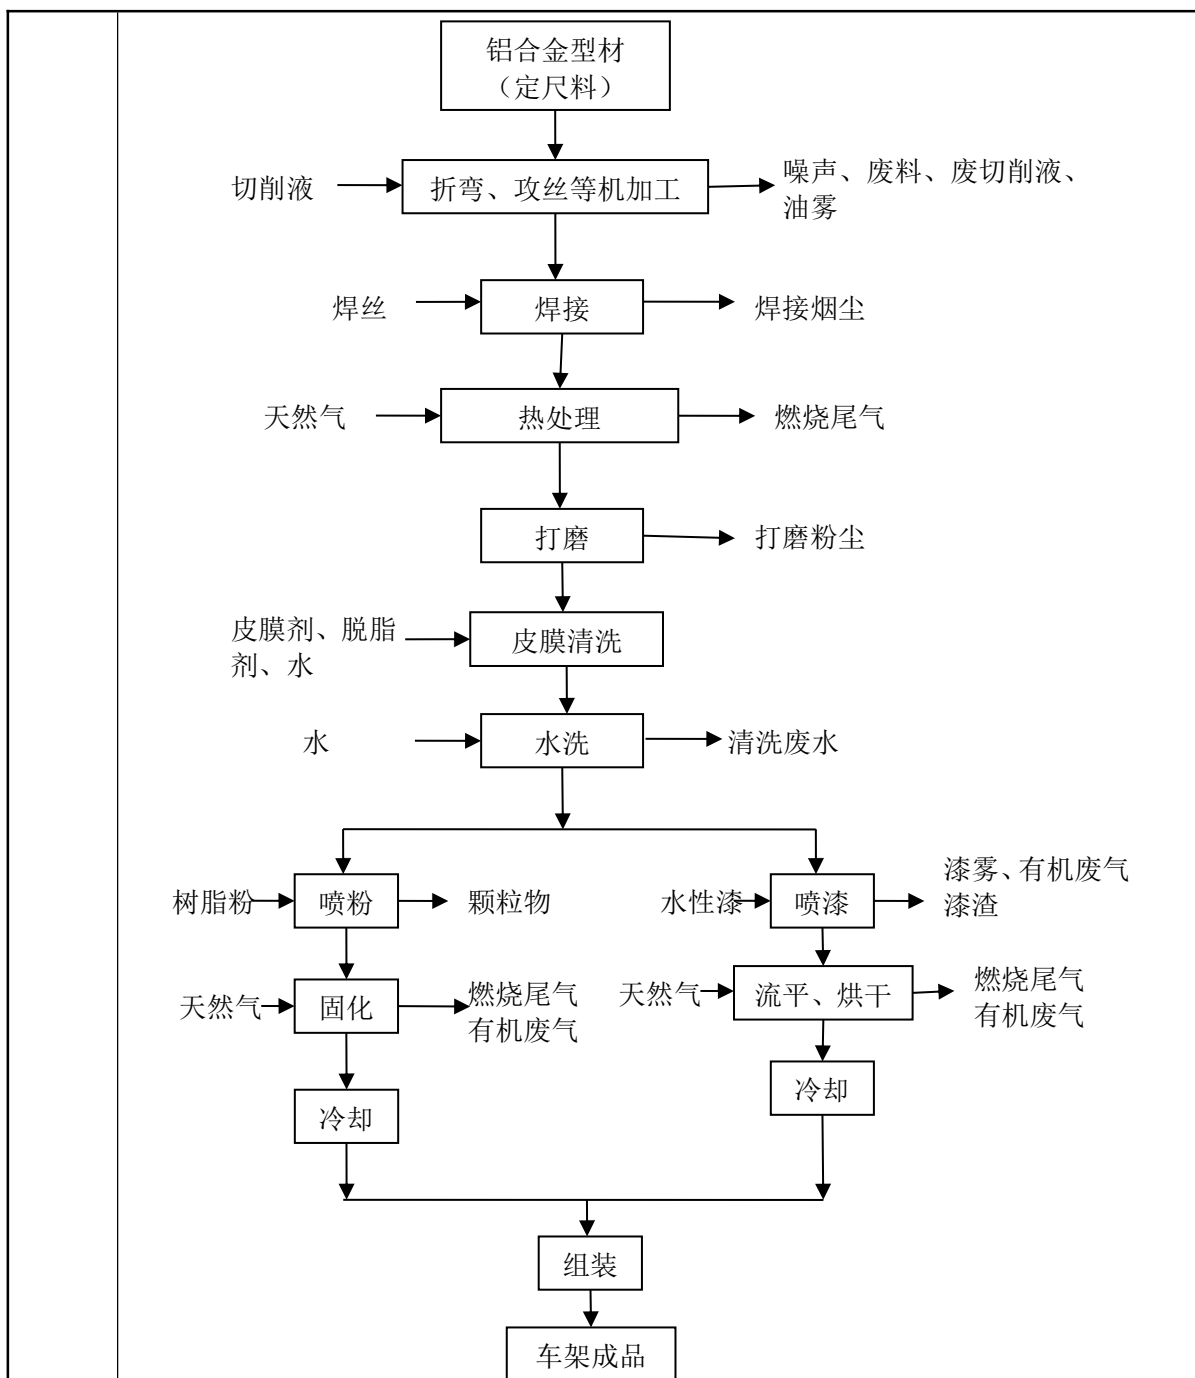 铝合金型材
（定尺料）
切削液
折弯、攻丝等机加工
噪声、废料、废切削液、
油雾
焊丝
焊接
焊接烟尘
天然气
热处理
燃烧尾气
打磨
打磨粉尘
皮膜剂、脱脂
剂、水
皮膜清洗
水
水洗
清洗废水
树脂粉
喷粉
颗粒物
水性漆
喷漆
漆雾、有机废气
漆渣
天然气
固化
燃烧尾气
有机废气
天然气
流平、烘干
燃烧尾气
有机废气
冷却
冷却
组装
车架成品